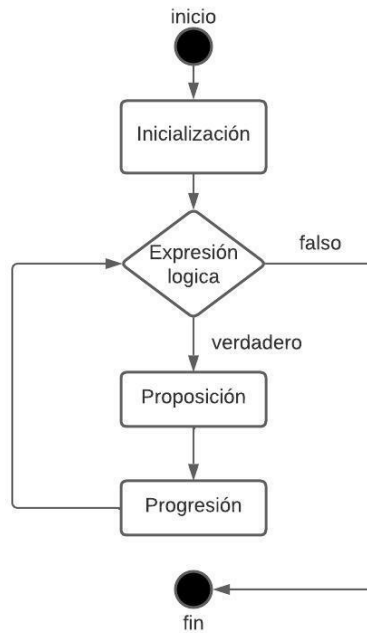 inicio
Inicialización
Expresión
logica
falso
verdadero
Proposición
Progresión
fin